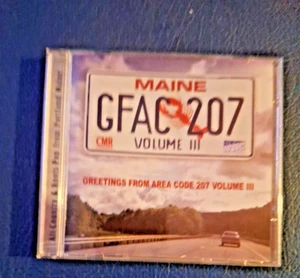 MAINE
GFAC 207
CMR
VOLUME III
GREETINGS FROM AREA CODE 207 VOLUME III
Alt Country & Roots Pop from Portland, Maine!